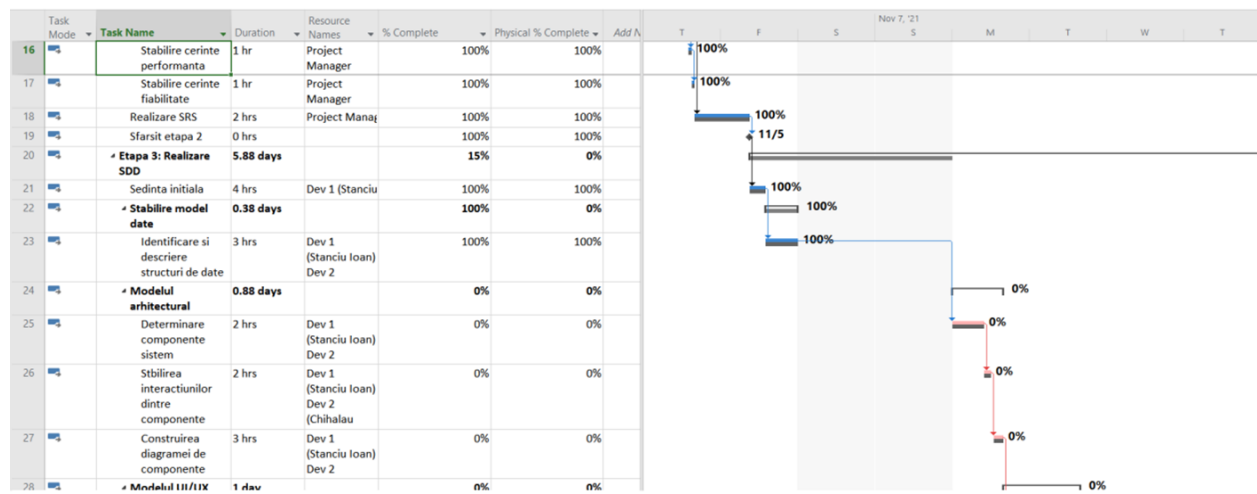 Nov 7, '21
Task Mode Task Name Duration Resource Names % Complete Physical % Complete Add N T F S S M T W T
16 Stabilire cerinte 1 hr Project 100% 100% 100%
performanta Manager
17 Stabilire cerinte 1 hr Project 100% 100% 100%
fiabilitate Manager
18 Realizare SRS 2 hrs Project Manag 100% 100% 100%
19 Sfarsit etapa 2 0 hrs 100% 100% 11/5
20 Etapa 3: Realizare 5.88 days 15% 0%
SDD
21 Sedinta initiala 4 hrs Dev 1 (Stanciu 100% 100% 100%
22 Stabilire model 0.38 days 100% 0% 100%
date
23 Identificare si 3 hrs Dev 1 100% 100% 100%
descriere (Stanciu Ioan)
structuri de date Dev 2
24 Modelul 0.88 days 0% 0% 0%
arhitectural
25 Determinare 2 hrs Dev 1 0% 0% 0%
componente (Stanciu Ioan)
sistem Dev 2
26 Stbilirea 2 hrs Dev 1 0% 0% 0%
interactiunilor (Stanciu Ioan)
dintre Dev 2
componente (Chihalau
27 Construirea 3 hrs Dev 1 0% 0% 0%
diagramei de (Stanciu Ioan)
componente Dev 2
28 Modelul UI/UX 1 day 0% 0% 0%